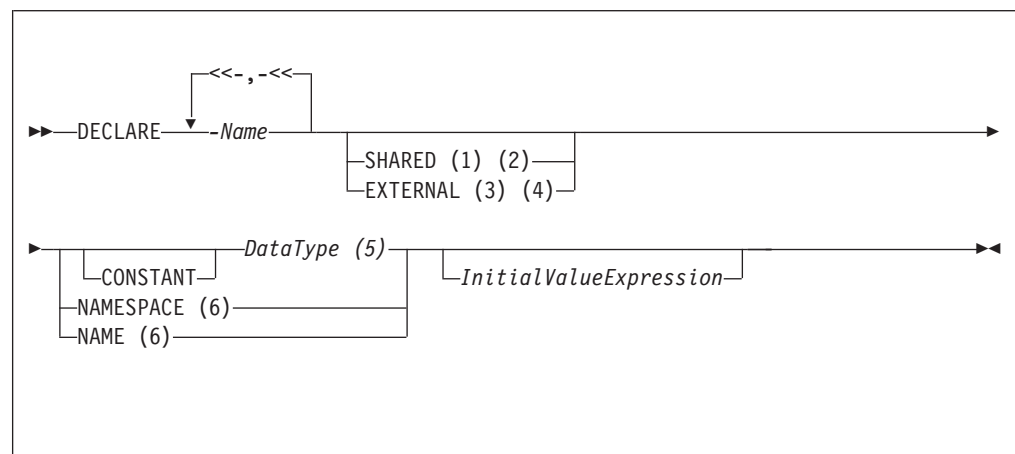 <<-,-<<
DECLARE -Name
SHARED (1) (2)
EXTERNAL (3) (4)
DataType (5)
CONSTANT InitialValueExpression
NAMESPACE (6)
NAME (6)